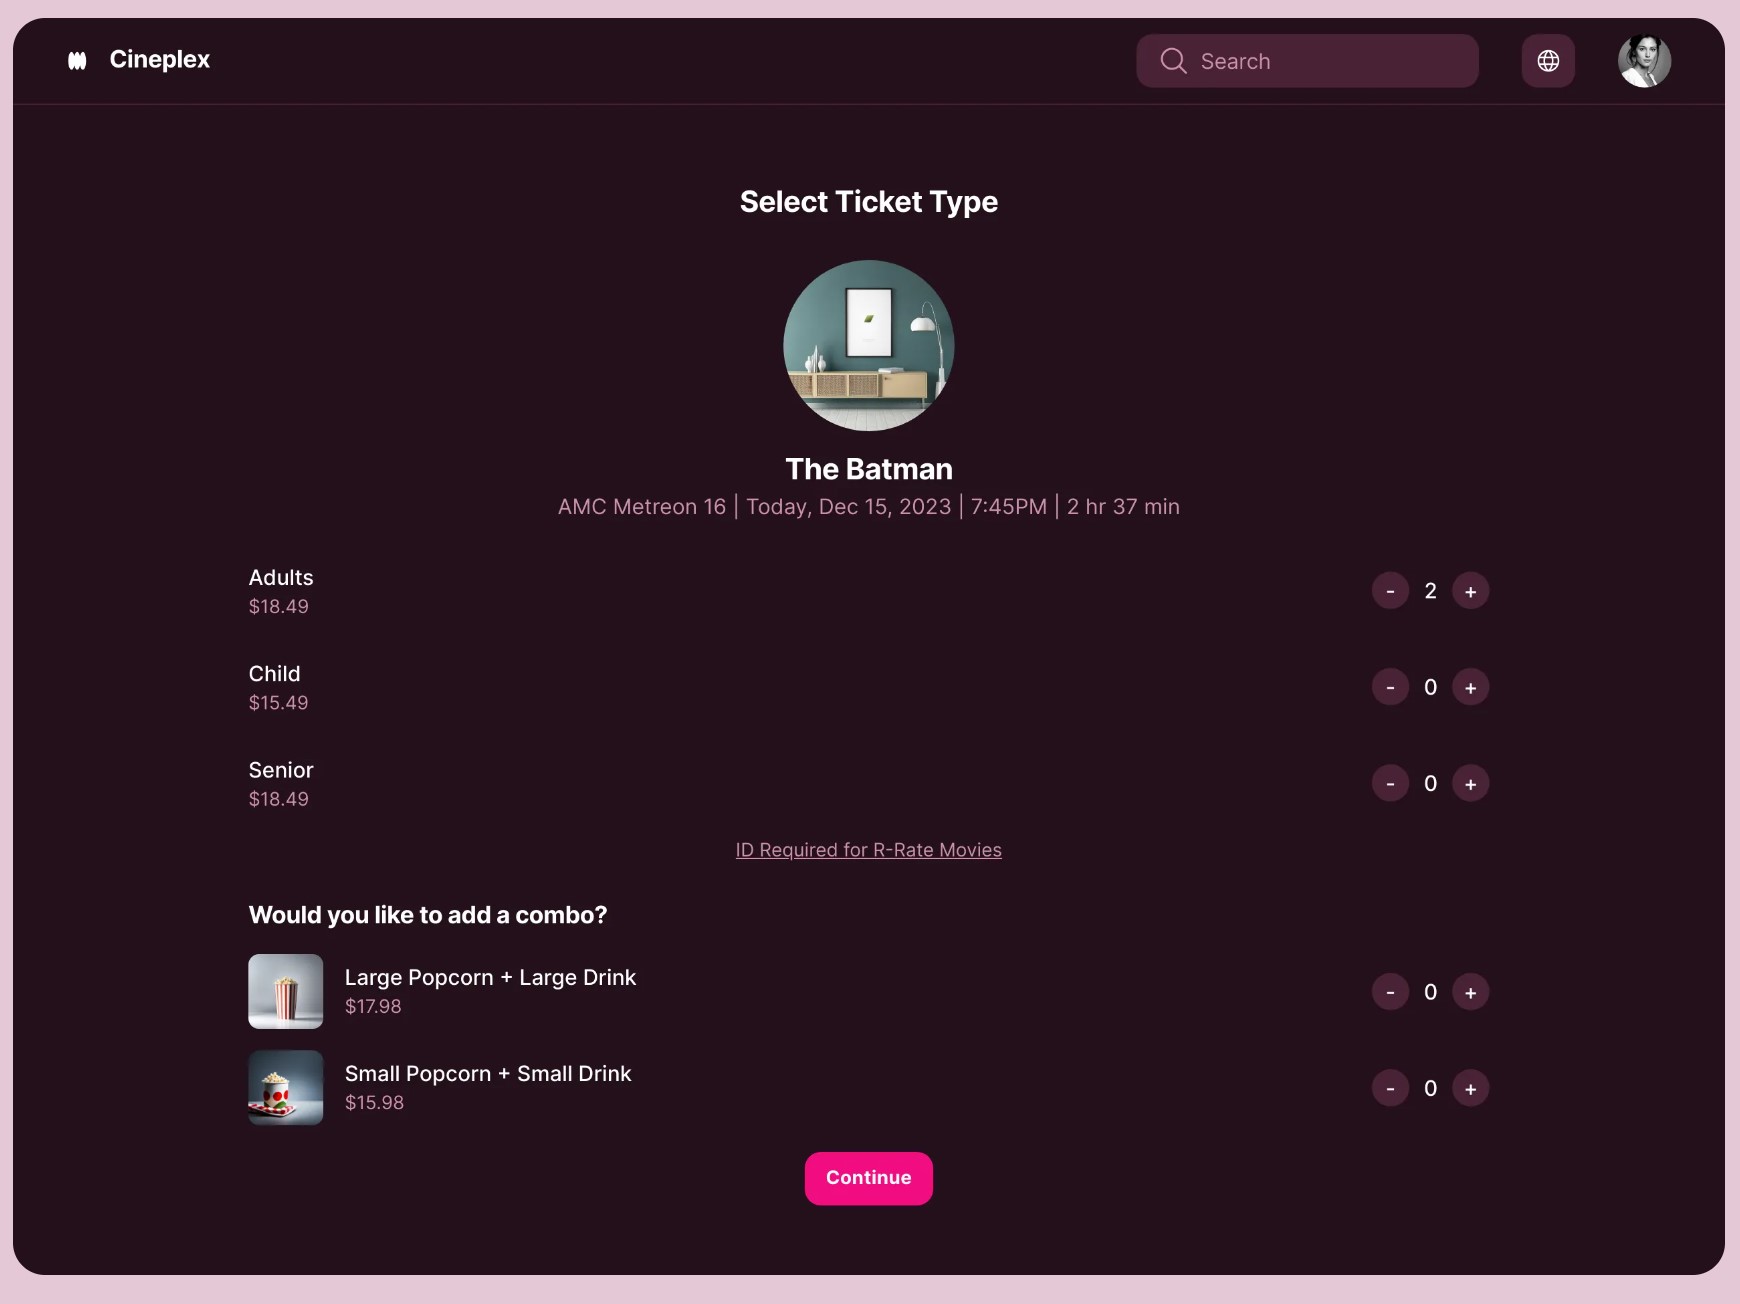 Cineplex
Search
Select Ticket Type
The Batman
AMC Metreon 16 | Today, Dec 15, 2023 | 7:45PM | 2 hr 37 min
Adults
$18.49
- 2 +
Child
$15.49
- 0 +
Senior
$18.49
- 0 +
ID Required for R-Rate Movies
Would you like to add a combo?
Large Popcorn + Large Drink
$17.98
- 0 +
Small Popcorn + Small Drink
$15.98
- 0 +
Continue